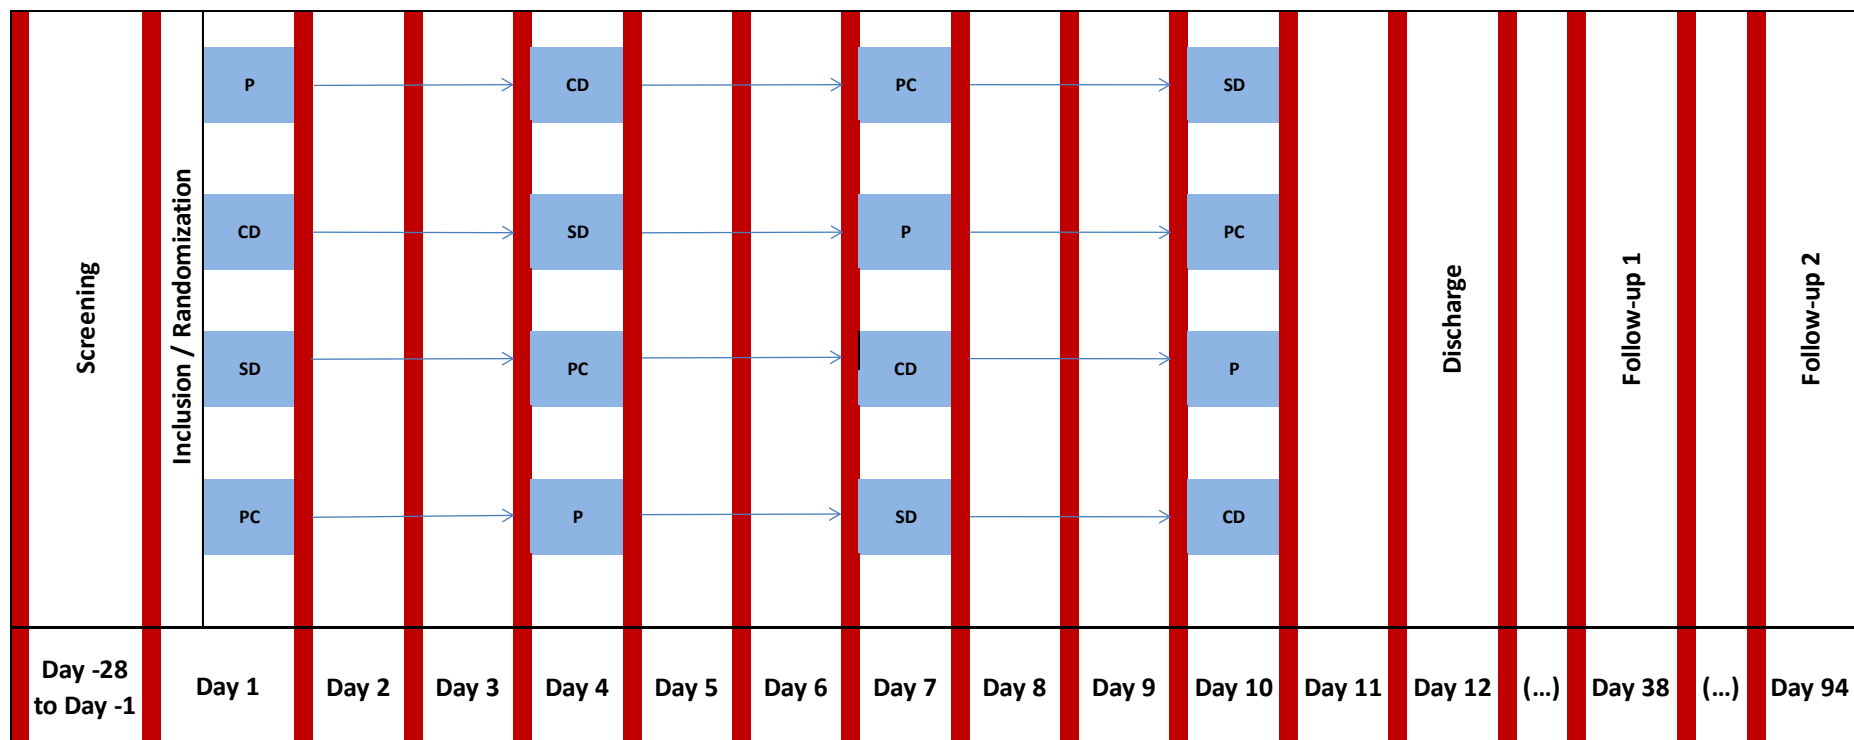 Screening
Inclusion / Randomization
P
CD
PC
SD
CD
SD
P
PC
SD
PC
CD
P
PC
P
SD
CD
Discharge
Follow-up 1
Follow-up 2
Day -28
to Day -1
Day 1
Day 2
Day 3
Day 4
Day 5
Day 6
Day 7
Day 8
Day 9
Day 10
Day 11
Day 12
(...)
Day 38
(...)
Day 94